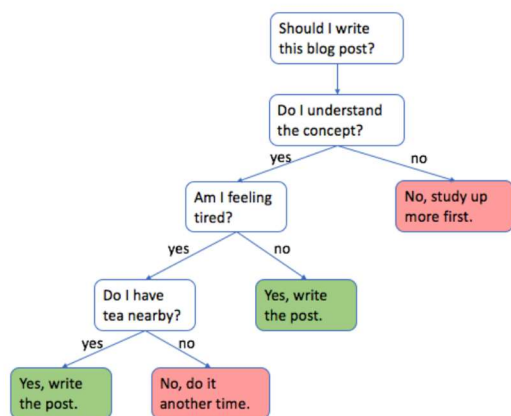 Should I write
this blog post?
Do I understand
the concept?
yes
no
Am I feeling
tired?
No, study up
more first.
yes
no
Do I have
tea nearby?
Yes, write
the post.
yes
no
Yes, write
the post.
No, do it
another time.